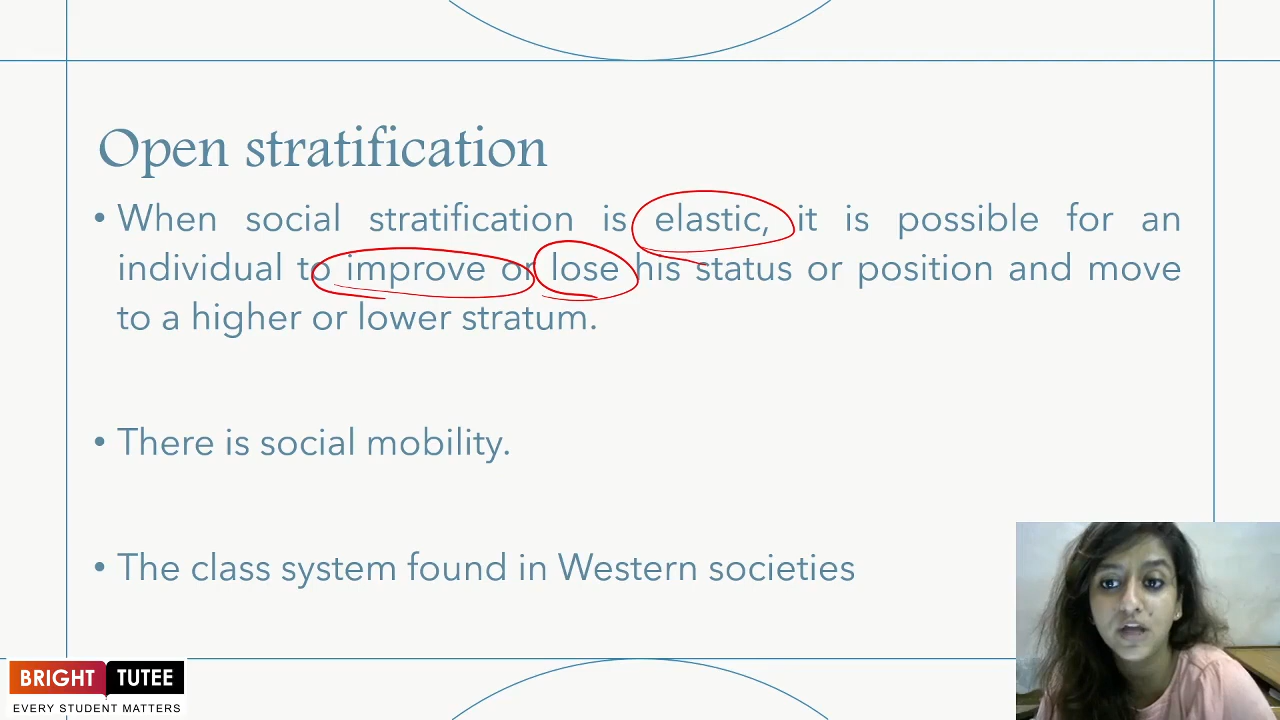 Open stratification
• When social stratification is elastic, it is possible for an
individual to improve or lose his status or position and move
to a higher or lower stratum.
• There is social mobility.
• The class system found in Western societies
BRIGHT TUTEE
EVERY STUDENT MATTERS